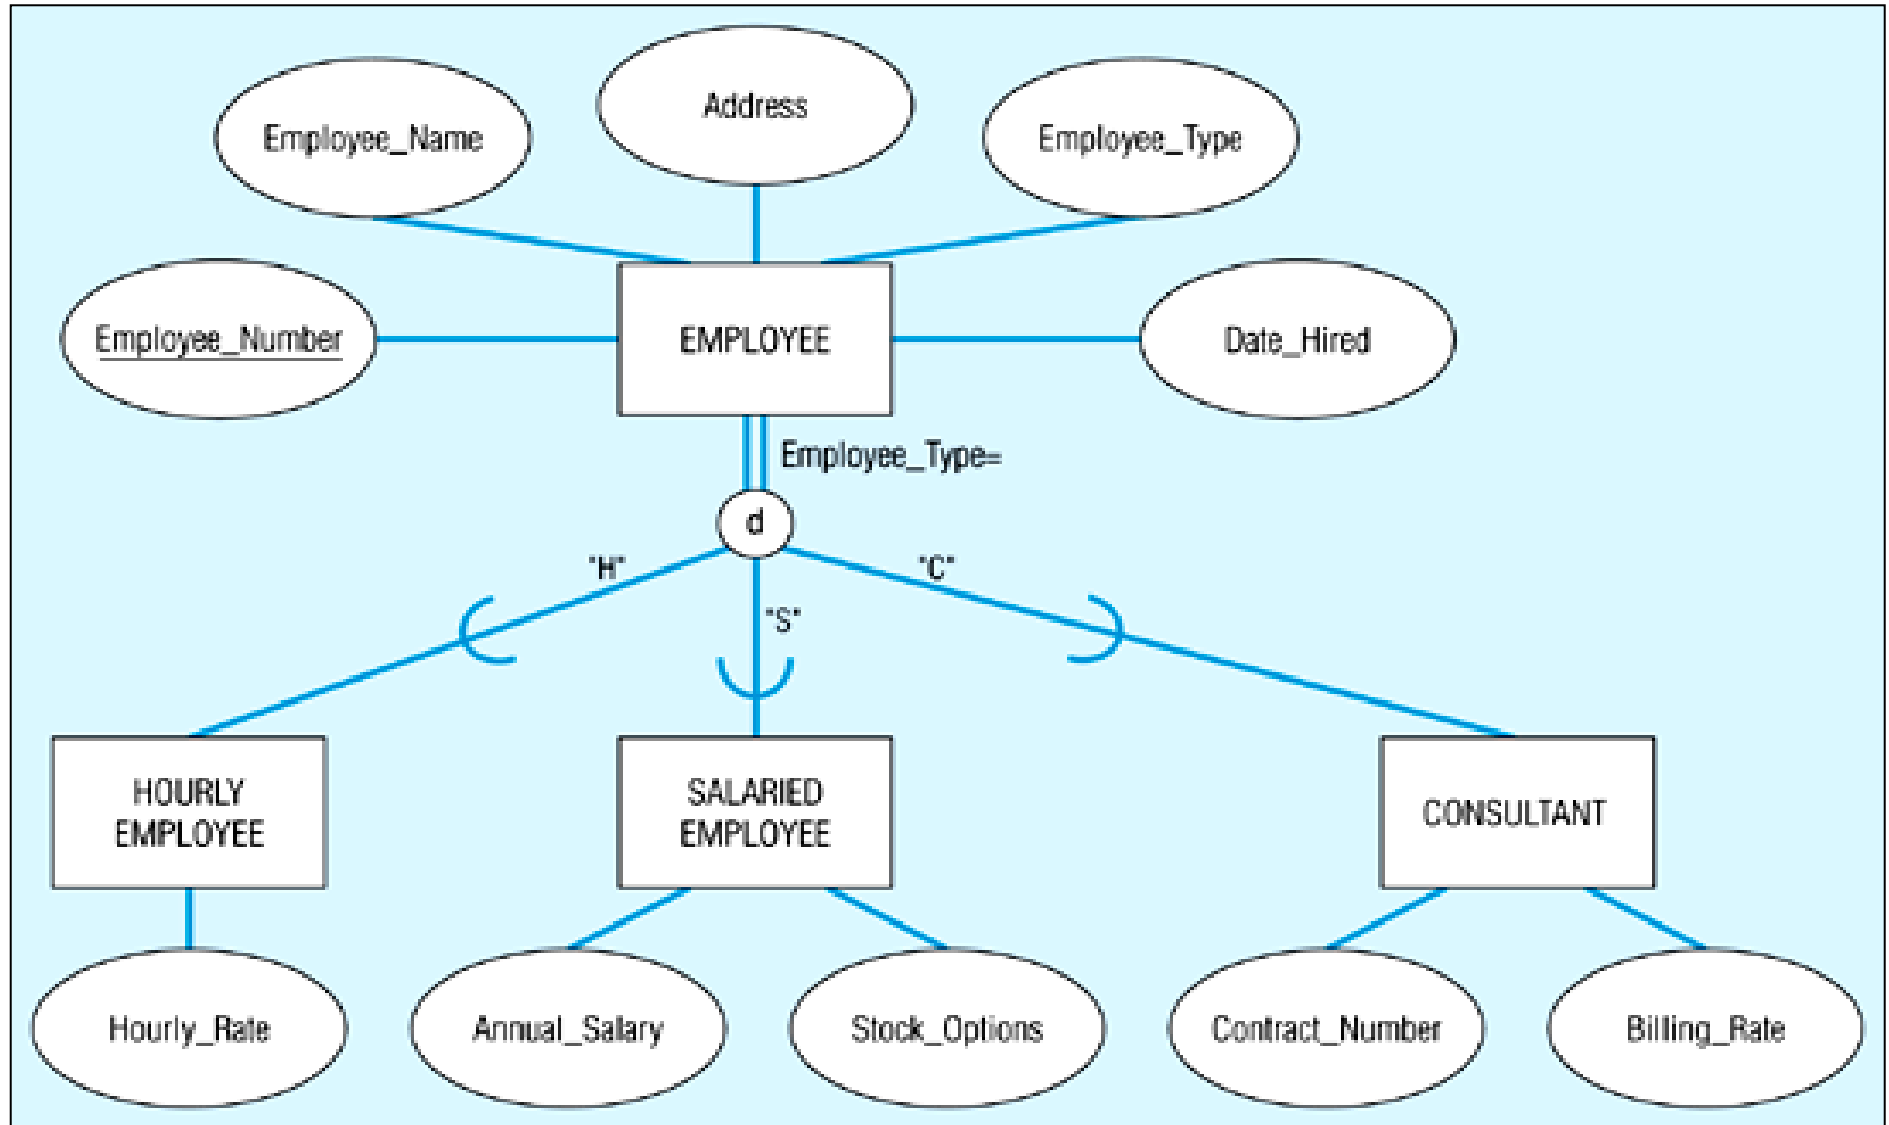 Address
Employee_Name
Employee_Type
Employee_Number
EMPLOYEE
Date_Hired
Employee_Type=
d
"H"
"C"
"S"
HOURLY
EMPLOYEE
SALARIED
EMPLOYEE
CONSULTANT
Hourly_Rate
Annual_Salary
Stock_Options
Contract_Number
Billing_Rate